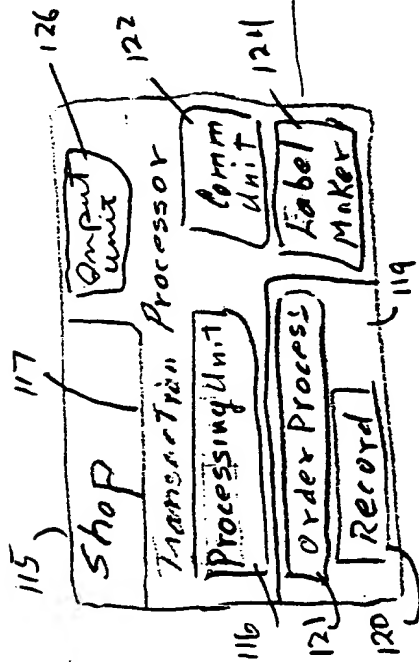 115
117
126
Shop
Input
unit
Transaction Processor
122
Processing Unit
Comm
Unit
116
Order Process
Label
Maker
124
121
Record
120
119